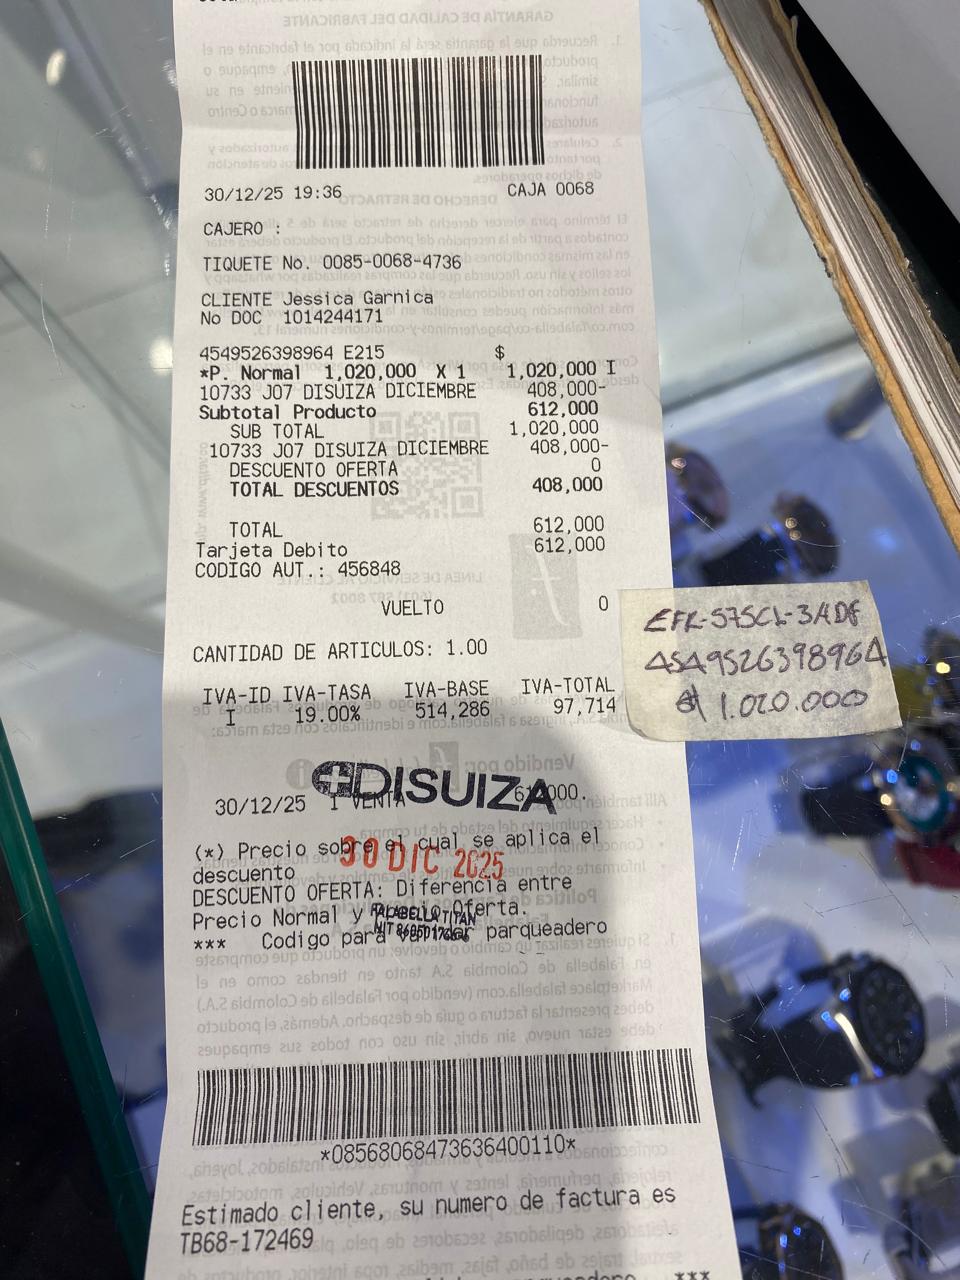 30/12/25 19:36 CAJA 0068
CAJERO :
TIQUETE No. 0085-0068-4736
CLIENTE Jessica Garnica
No DOC 1014244171
4549526398964 E215 $
*P. Normal 1,020,000 X 1 1,020,000 I
10733 J07 DISUIZA DICIEMBRE 408,000-
Subtotal Producto 612,000
SUB TOTAL 1,020,000
10733 J07 DISUIZA DICIEMBRE 408,000-
DESCUENTO OFERTA 0
TOTAL DESCUENTOS 408,000
TOTAL 612,000
Tarjeta Debito 612,000
CODIGO AUT.: 456848
VUELTO 0
CANTIDAD DE ARTICULOS: 1.00
IVA-ID IVA-TASA IVA-BASE IVA-TOTAL
I 19.00% 514,286 97,714
DISUIZA
30/12/25 1 VENTA
(*) Precio sobre el cual se aplica el
30 DIC 2025
descuento
DESCUENTO OFERTA: Diferencia entre
Precio Normal y Oferta.
FALABELLA TITAN
*** Codigo para validar parqueadero
*08568068473636400110*
Estimado cliente, su numero de factura es
TB68-172469
4549526398964
$ 1.020.000